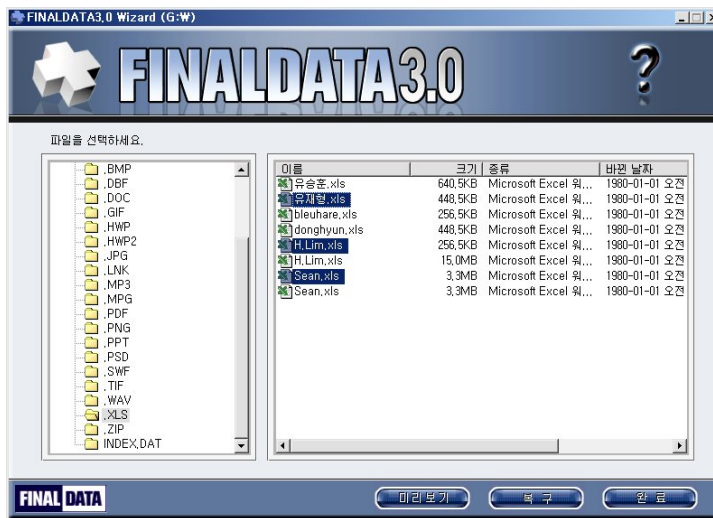 FINALDATA3.0 Wizard (G:₩)
FINALDATA3.0
?
파일을 선택하세요.
.BMP
.DBF
.DOC
.GIF
.HWP
.HWP2
.JPG
.LNK
.MP3
.MPG
.PDF
.PNG
.PPT
.PSD
.SWF
.TIF
.WAV
.XLS
.ZIP
INDEX.DAT
이름 크기 종류 바뀐 날짜
유승훈.xls 640,5KB Microsoft Excel 워... 1980-01-01 오전
유재형.xls 448,5KB Microsoft Excel 워... 1980-01-01 오전
bleuhare.xls 256,5KB Microsoft Excel 워... 1980-01-01 오전
donghyun.xls 448,5KB Microsoft Excel 워... 1980-01-01 오전
H.Lim.xls 256,5KB Microsoft Excel 워... 1980-01-01 오전
H.Lim.xls 15,0MB Microsoft Excel 워... 1980-01-01 오전
Sean.xls 3,3MB Microsoft Excel 워... 1980-01-01 오전
Sean.xls 3,3MB Microsoft Excel 워... 1980-01-01 오전
FINAL DATA
미리보기 복구 완료